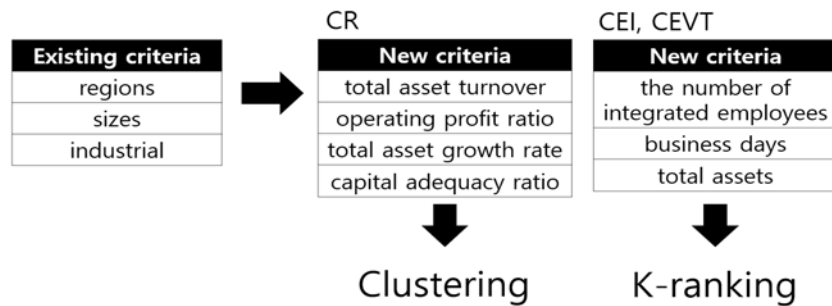 CR
CEI, CEVT
Existing criteria
regions
sizes
industrial
New criteria
total asset turnover
operating profit ratio
total asset growth rate
capital adequacy ratio
New criteria
the number of
integrated employees
business days
total assets
Clustering
K-ranking